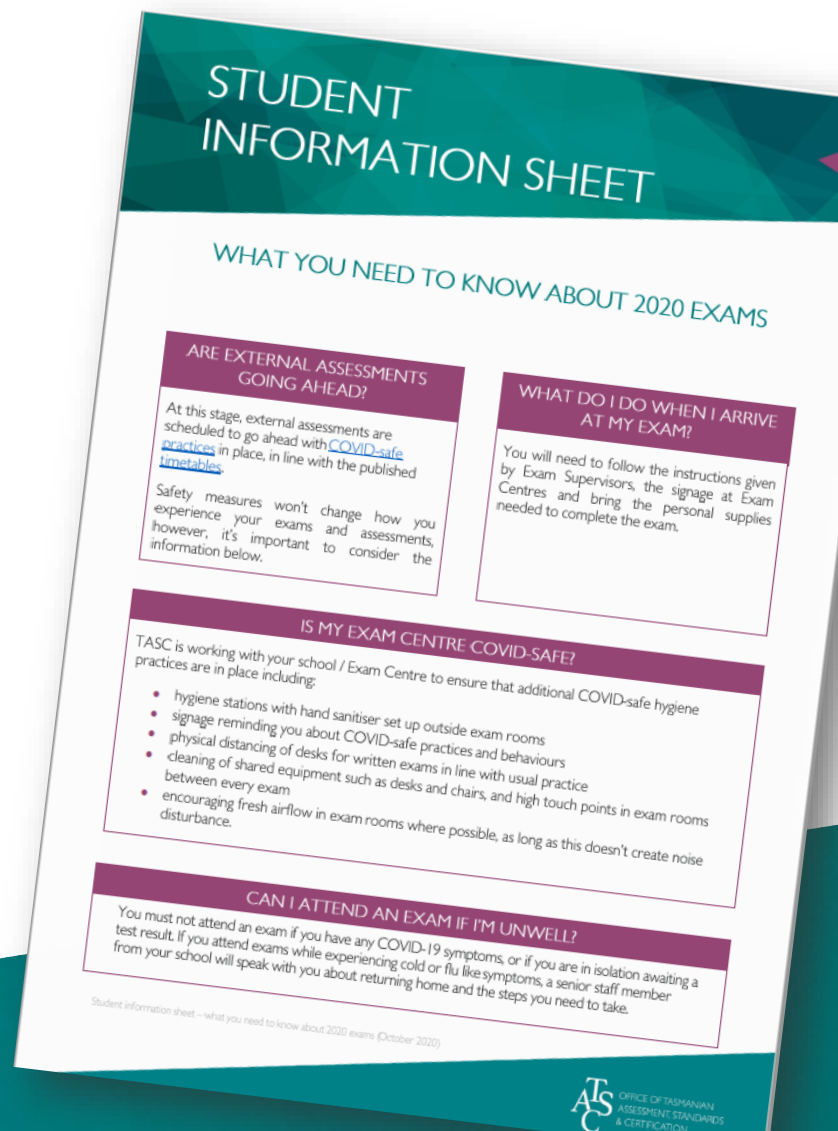 STUDENT
INFORMATION SHEET
WHAT YOU NEED TO KNOW ABOUT 2020 EXAMS
ARE EXTERNAL ASSESSMENTS
GOING AHEAD?
At this stage, external assessments are
scheduled to go ahead with COVID-safe
practices in place, in line with the published
timetables.
Safety measures won't change how you
experience your exams and assessments,
however, it's important to consider the
information below.
WHAT DO I DO WHEN I ARRIVE
AT MY EXAM?
You will need to follow the instructions given
by Exam Supervisors, the signage at Exam
Centres and bring the personal supplies
needed to complete the exam.
IS MY EXAM CENTRE COVID-SAFE?
TASC is working with your school / Exam Centre to ensure that additional COVID-safe hygiene
practices are in place including:
• hygiene stations with hand sanitiser set up outside exam rooms
• signage reminding you about COVID-safe practices and behaviours
• physical distancing of desks for written exams in line with usual practice
• cleaning of shared equipment such as desks and chairs, and high touch points in exam rooms
between every exam
• encouraging fresh airflow in exam rooms where possible, as long as this doesn't create noise
disturbance.
CAN I ATTEND AN EXAM IF I'M UNWELL?
You must not attend an exam if you have any COVID-19 symptoms, or if you are in isolation awaiting a
test result. If you attend exams while experiencing cold or flu like symptoms, a senior staff member
from your school will speak with you about returning home and the steps you need to take.
Student information sheet – what you need to know about 2020 exams (October 2020)
TASC
OFFICE OF TASMANIAN
ASSESSMENT, STANDARDS
& CERTIFICATION